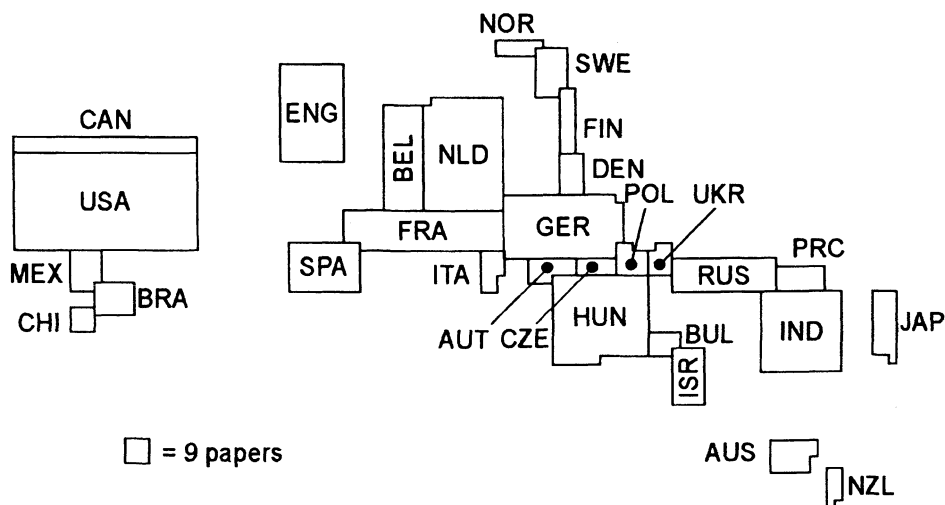 NOR
SWE
CAN
ENG
FIN
BEL
NLD
USA
DEN
POL
UKR
FRA
GER
PRC
SPA
ITA
RUS
MEX
BRA
CHI
HUN
AUT
CZE
BUL
IND
JAP
ISR
= 9 papers
AUS
NZL